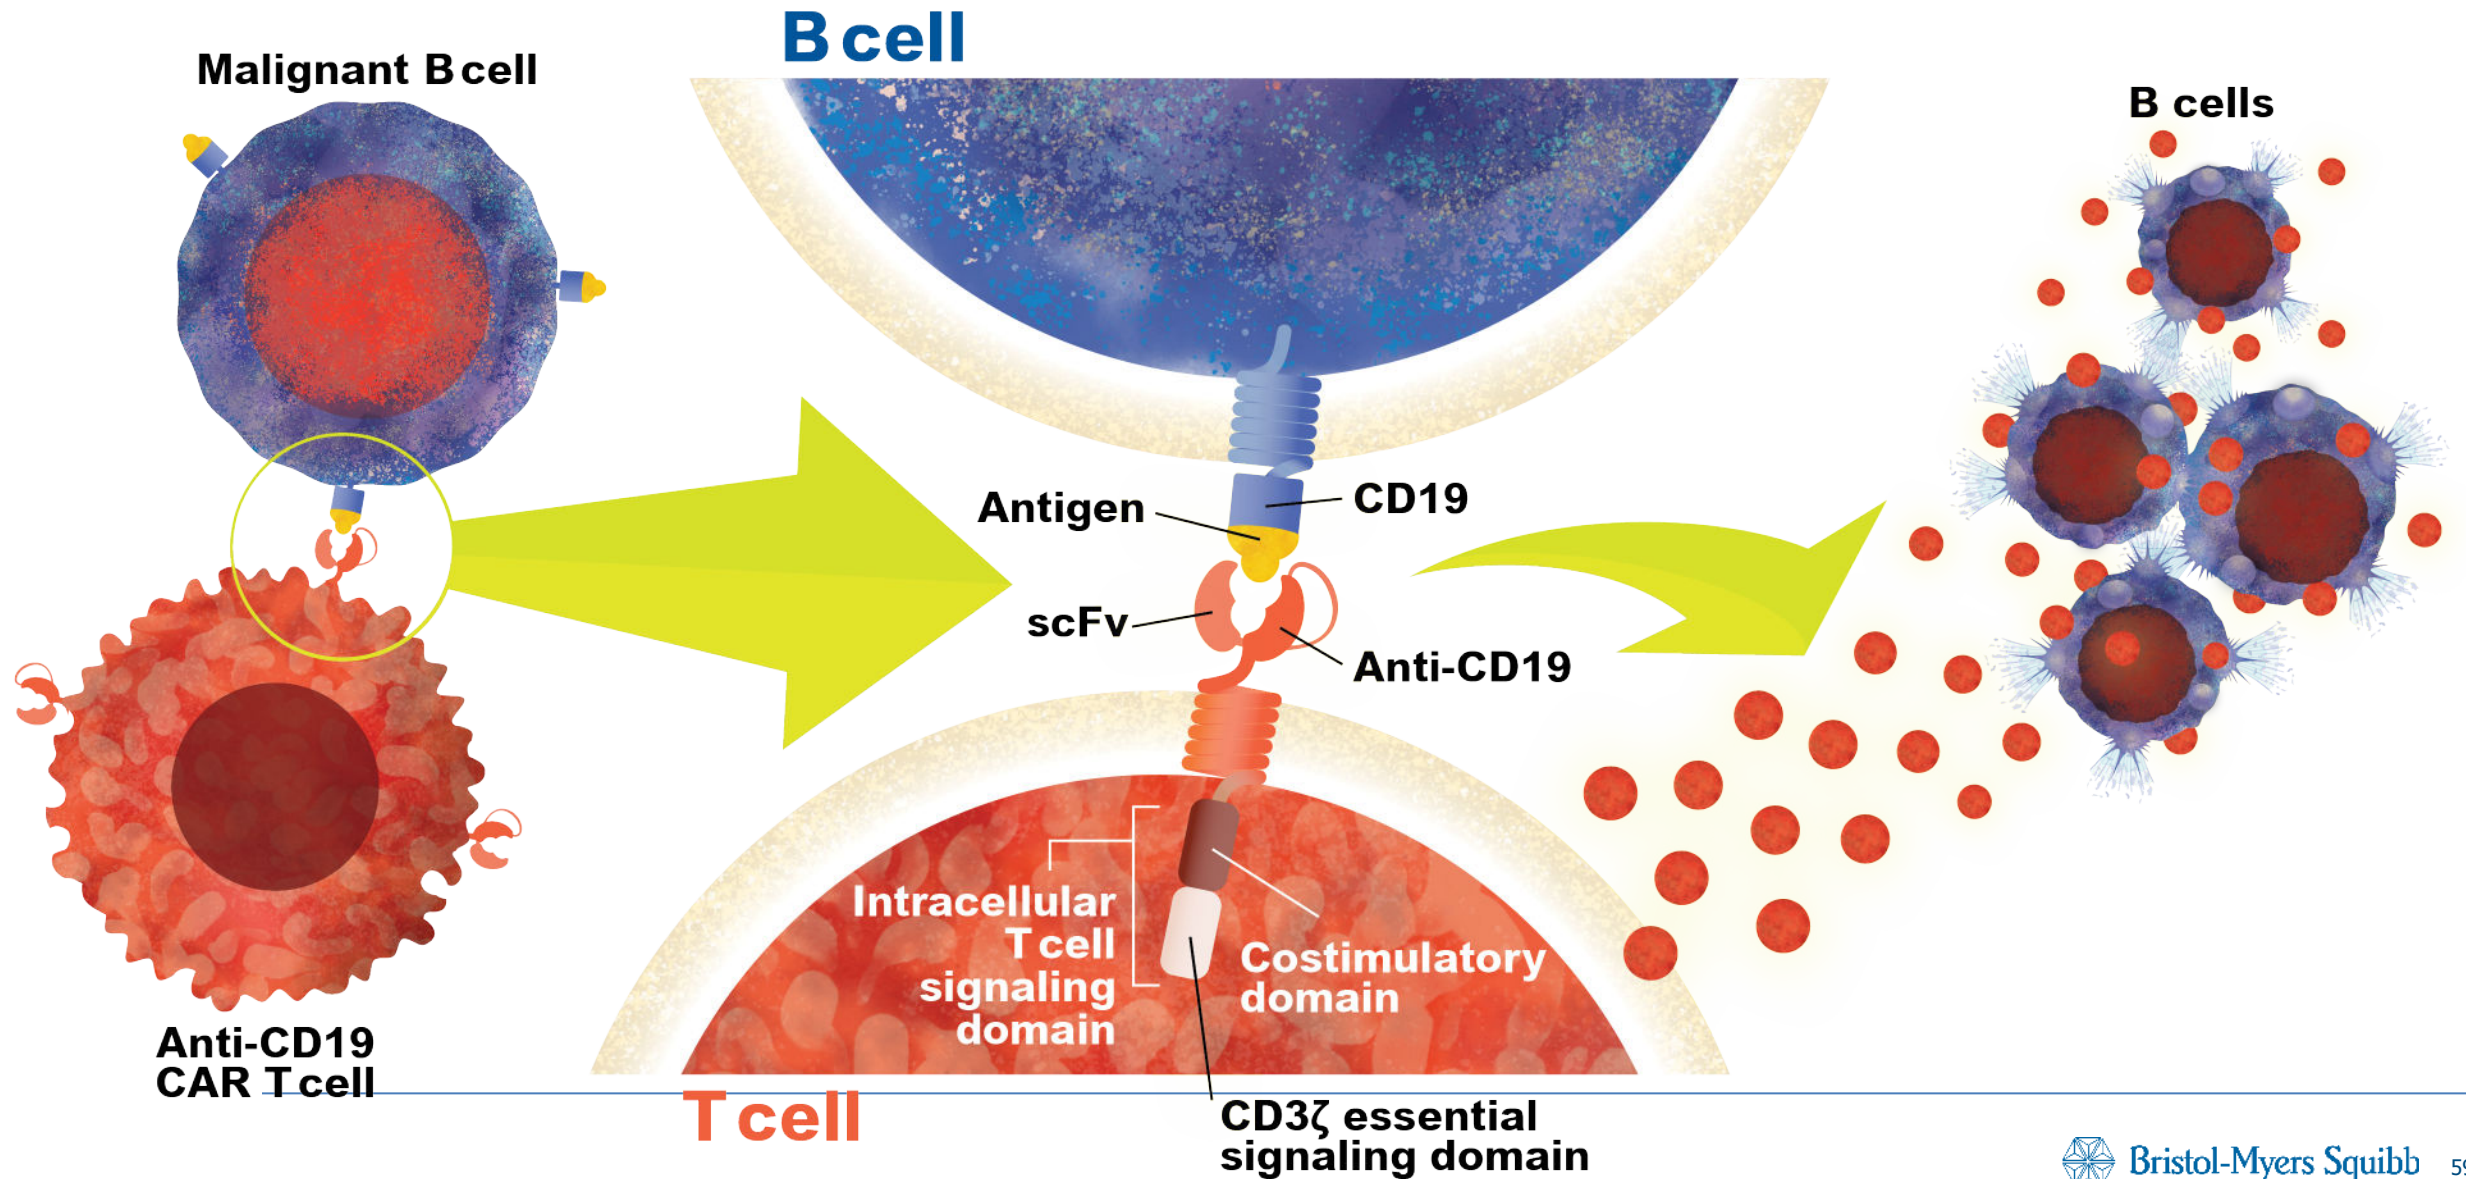 Malignant B cell
B cell
B cells
Antigen
CD19
scFv
Anti-CD19
Intracellular
T cell
signaling
domain
Costimulatory
domain
Anti-CD19
CAR T cell
T cell
CD3ζ essential
signaling domain
Bristol-Myers Squibb
59